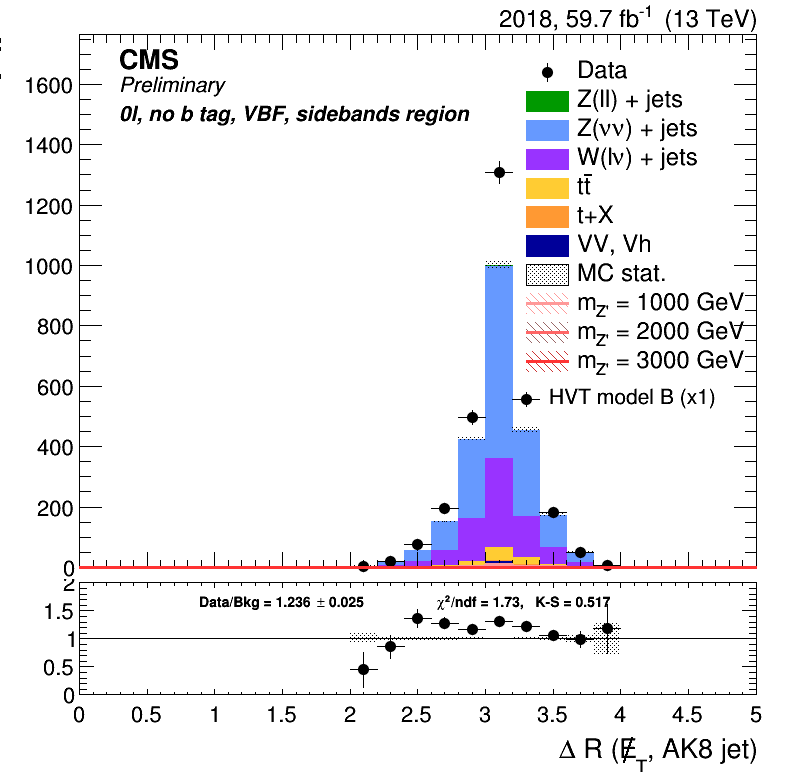 2018, 59.7 fb⁻¹ (13 TeV)
CMS
Preliminary
0l, no b tag, VBF, sidebands region
Data
Z(ll) + jets
Z(νν) + jets
W(lν) + jets
tt̄
t+X
VV, Vh
MC stat.
m_Z' = 1000 GeV
m_Z' = 2000 GeV
m_Z' = 3000 GeV
HVT model B (x1)
1600
1400
1200
1000
800
600
400
200
0
2
1.5
1
0.5
0
Data/Bkg = 1.236 ± 0.025
χ²/ndf = 1.73, K-S = 0.517
0 0.5 1 1.5 2 2.5 3 3.5 4 4.5 5
Δ R (E̸_T, AK8 jet)